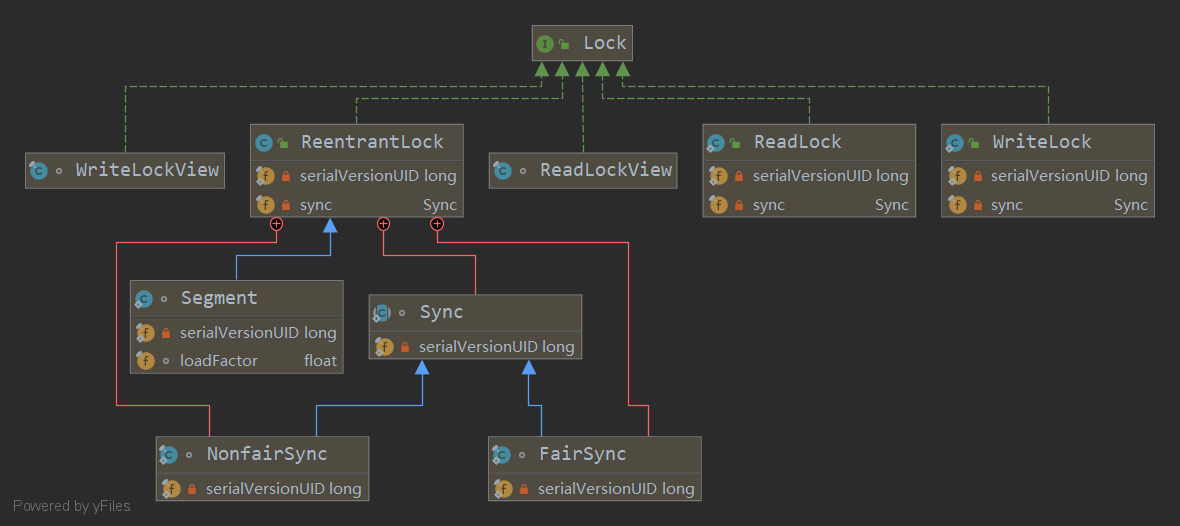 Lock
ReentrantLock
ReadLock
WriteLock
WriteLockView
ReadLockView
serialVersionUID long
sync Sync
serialVersionUID long
sync Sync
serialVersionUID long
sync Sync
Segment
serialVersionUID long
loadFactor float
Sync
serialVersionUID long
NonfairSync
serialVersionUID long
FairSync
serialVersionUID long
Powered by yFiles